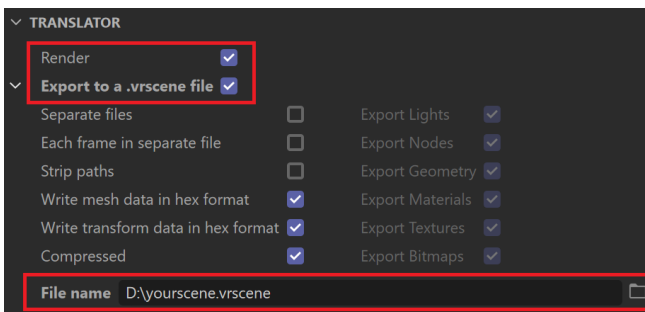 TRANSLATOR
Render
Export to a .vrscene file
Separate files Export Lights
Each frame in separate file Export Nodes
Strip paths Export Geometry
Write mesh data in hex format Export Materials
Write transform data in hex format Export Textures
Compressed Export Bitmaps
File name D:\yourscene.vrscene